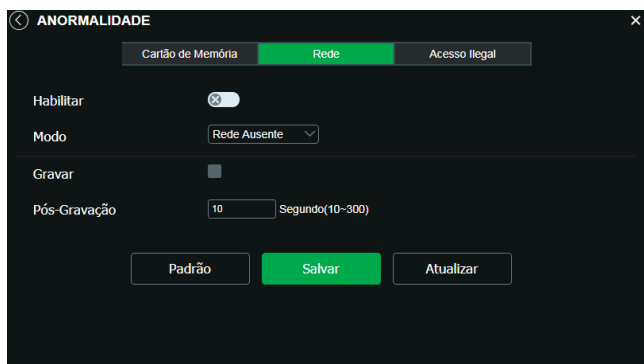 ANORMALIDADE
Cartão de Memória Rede Acesso Ilegal
Habilitar
Modo Rede Ausente
Gravar
Pós-Gravação 10 Segundo(10~300)
Padrão Salvar Atualizar